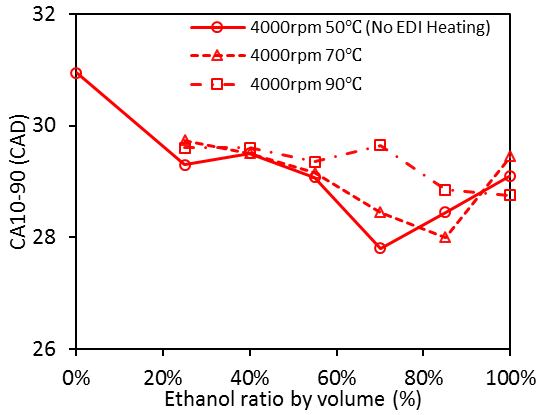 32
4000rpm 50℃ (No EDI Heating)
4000rpm 70℃
4000rpm 90℃
30
CA10-90 (CAD)
28
26
0% 20% 40% 60% 80% 100%
Ethanol ratio by volume (%)